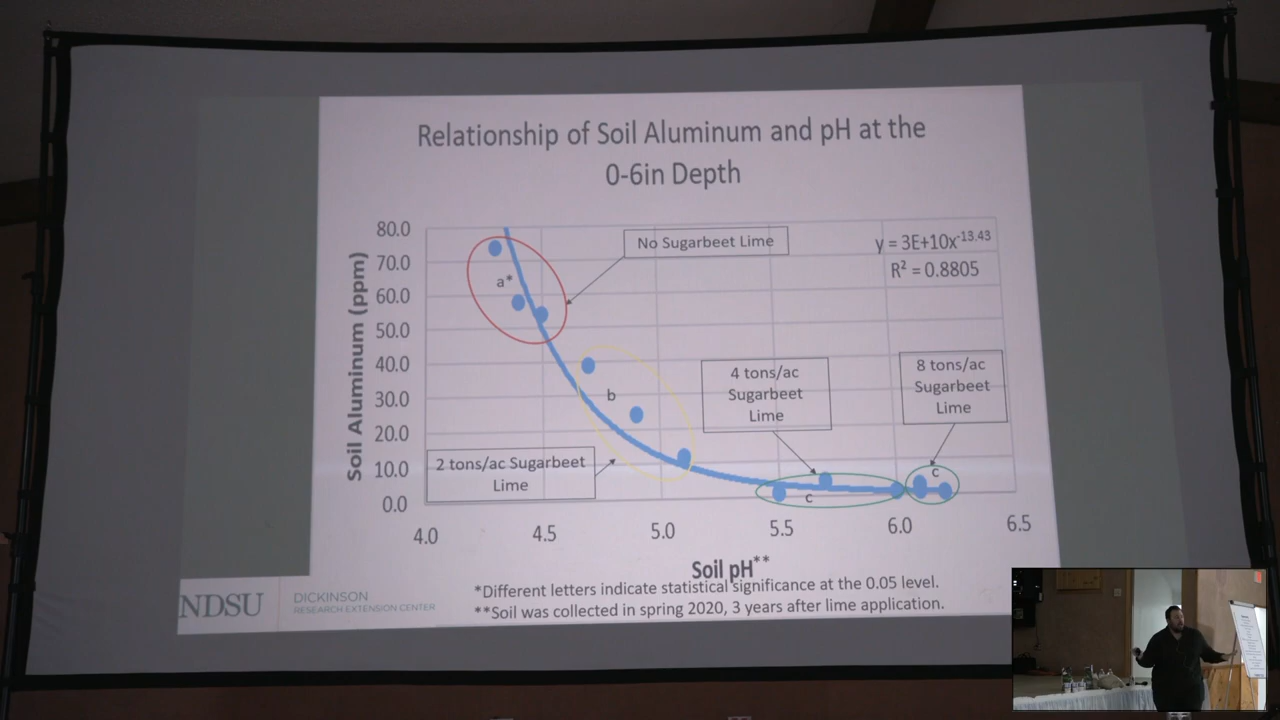 Relationship of Soil Aluminum and pH at the
0-6in Depth
Soil Aluminum (ppm)
80.0
70.0
60.0
50.0
40.0
30.0
20.0
10.0
0.0
No Sugarbeet Lime
y = 3E+10x^-13.43
R² = 0.8805
a*
b
4 tons/ac
Sugarbeet
Lime
8 tons/ac
Sugarbeet
Lime
2 tons/ac Sugarbeet
Lime
c
c
4.0
4.5
5.0
5.5
6.0
6.5
Soil pH**
*Different letters indicate statistical significance at the 0.05 level.
**Soil was collected in spring 2020, 3 years after lime application.
NDSU
DICKINSON
RESEARCH EXTENSION CENTER